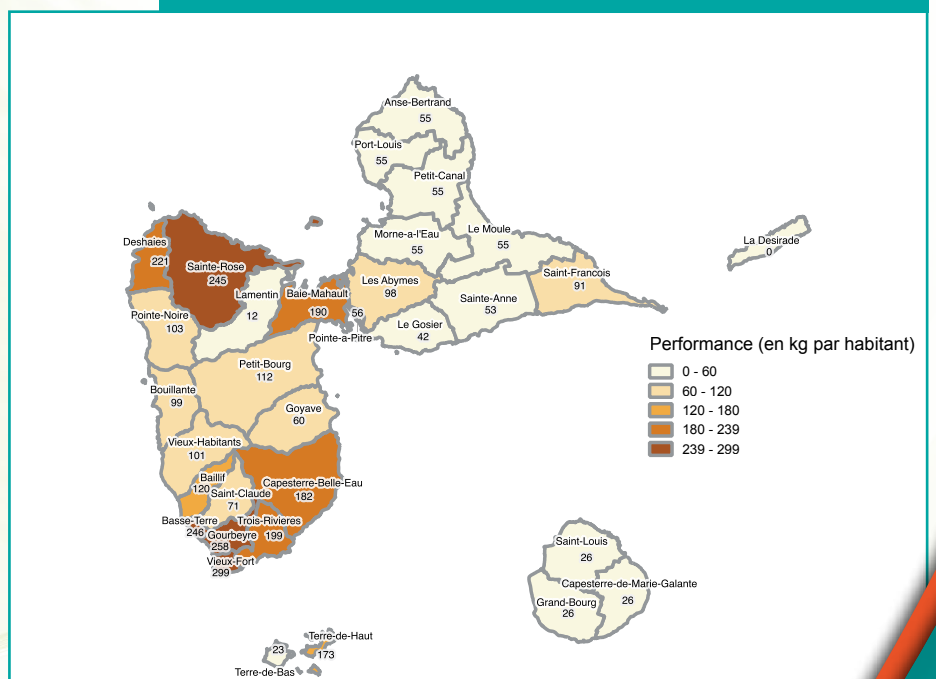 Anse-Bertrand
55
Port-Louis
55
Petit-Canal
55
Morne-a-l'Eau
55
Le Moule
55
La Desirade
0
Deshaies
221
Sainte-Rose
245
Lamentin
12
Baie-Mahault
190
Les Abymes
98
56
Pointe-a-Pitre
Saint-Francois
91
Sainte-Anne
53
Le Gosier
42
Pointe-Noire
103
Petit-Bourg
112
Bouillante
99
Goyave
60
Vieux-Habitants
101
Baillif
120
Saint-Claude
71
Capesterre-Belle-Eau
182
Basse-Terre
246
Gourbeyre
258
Trois-Rivieres
199
Vieux-Fort
299
Performance (en kg par habitant)
0 - 60
60 - 120
120 - 180
180 - 239
239 - 299
Saint-Louis
26
Capesterre-de-Marie-Galante
26
Grand-Bourg
26
Terre-de-Haut
173
23
Terre-de-Bas